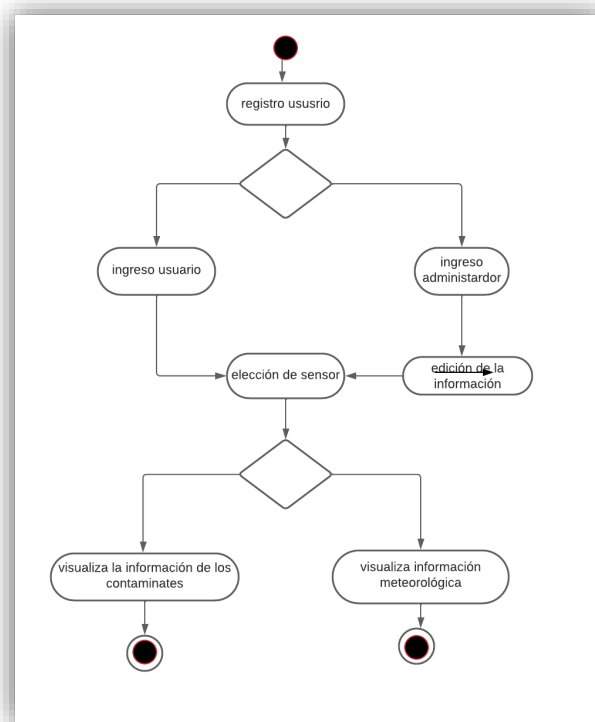 registro ususrio
ingreso usuario
ingreso
administardor
elección de sensor
edición de la
información
visualiza la información de los
contaminates
visualiza información
meteorológica